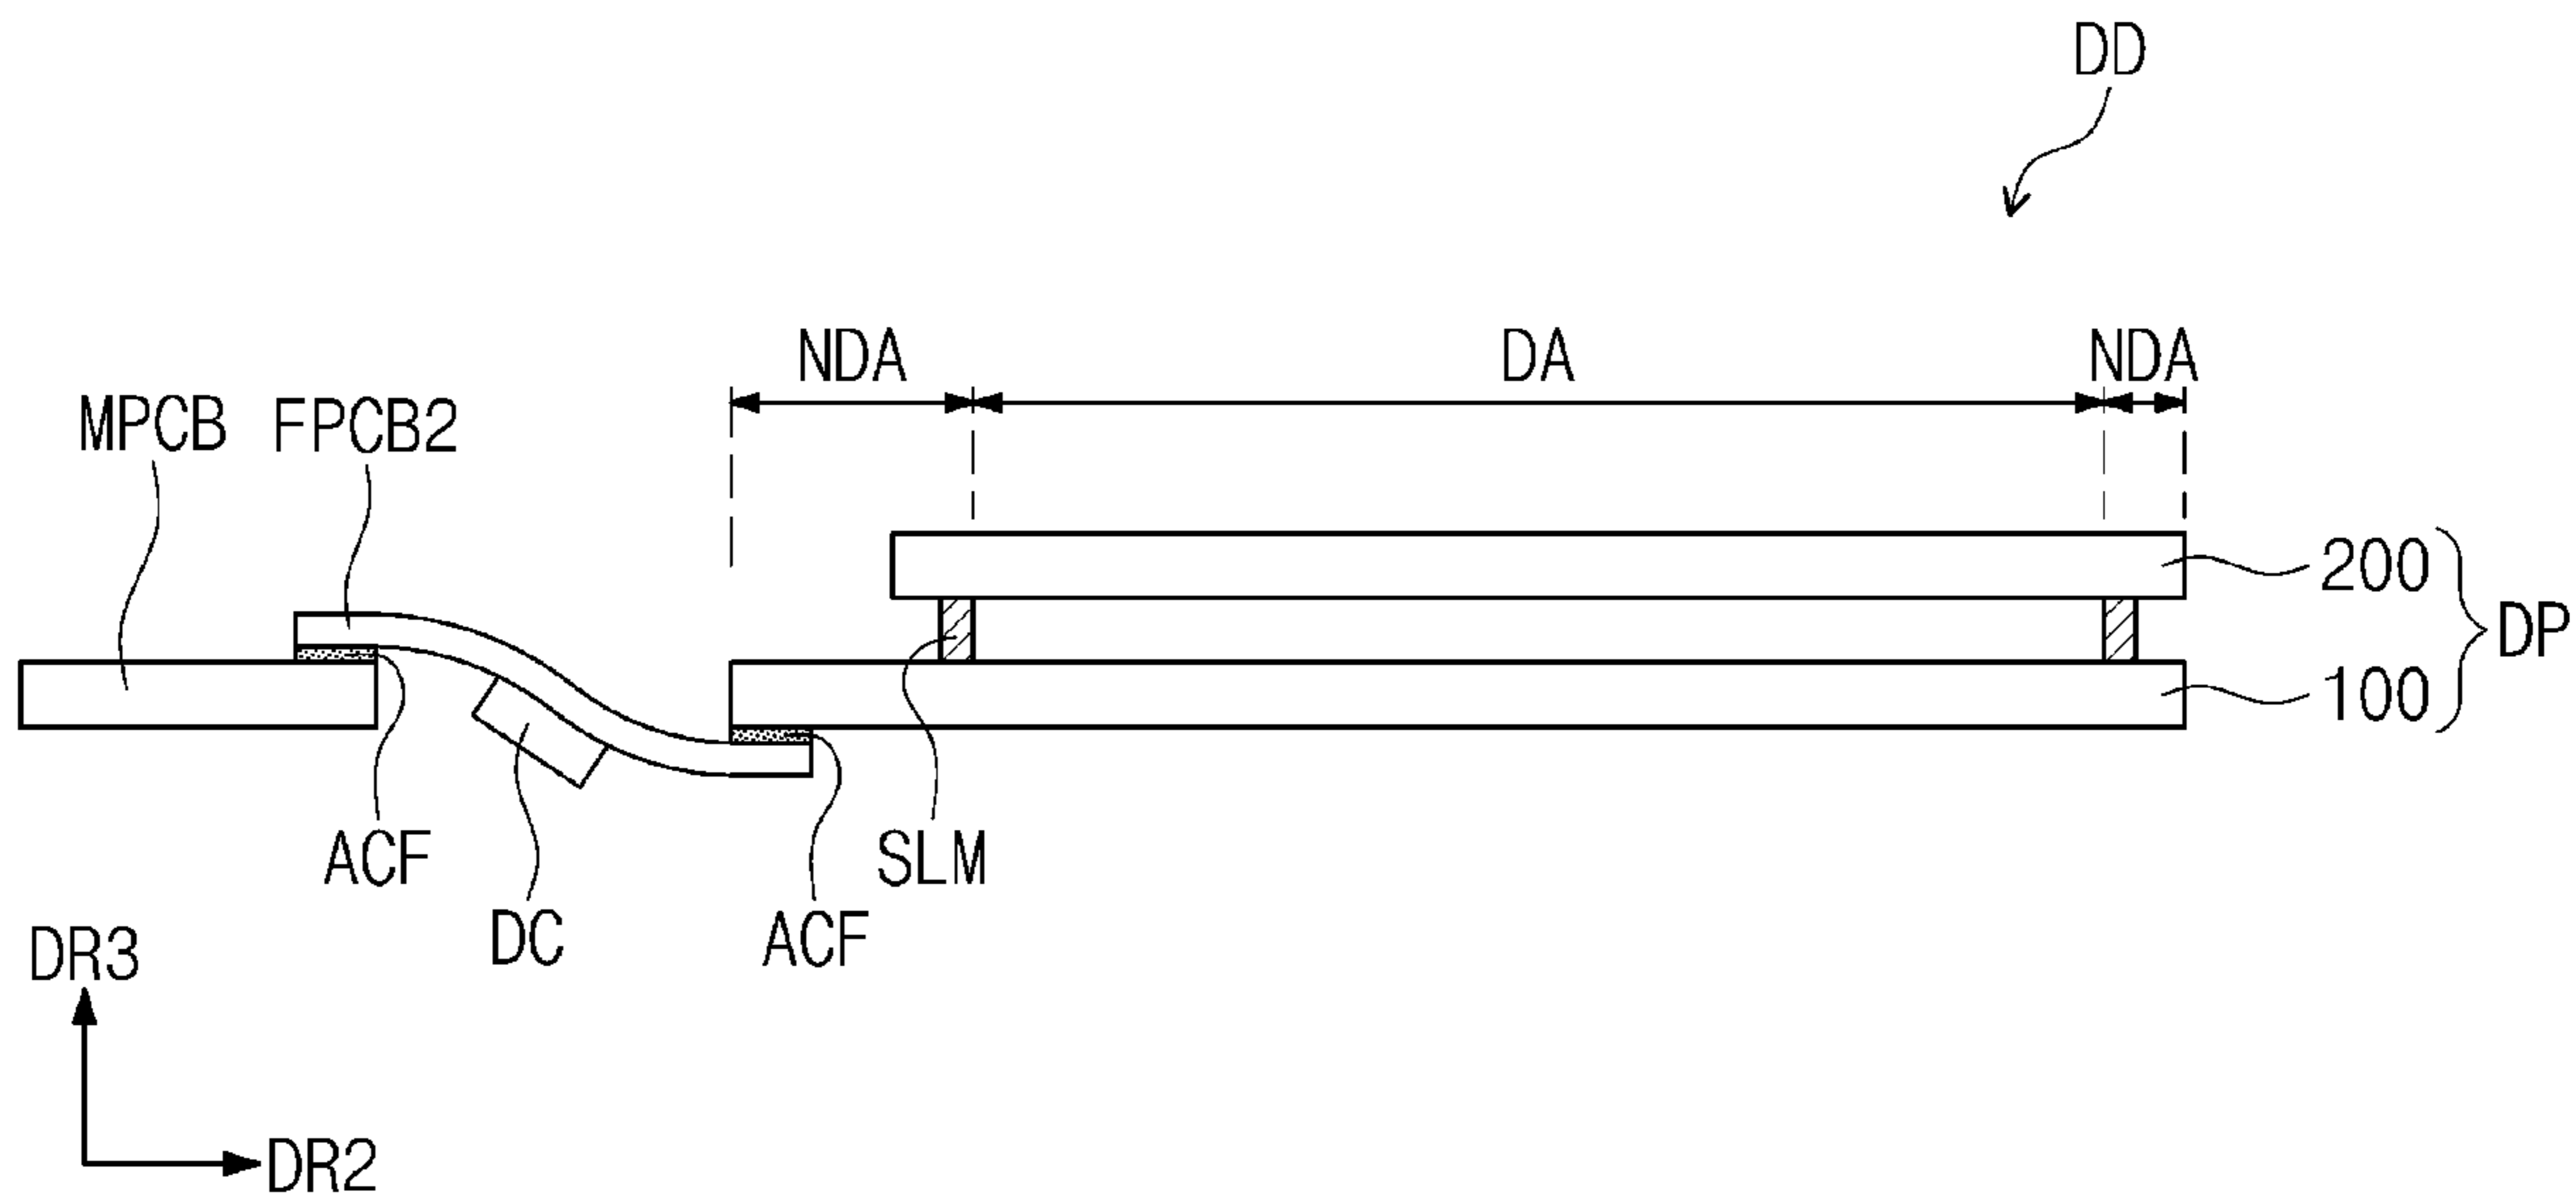 DD
NDA DA NDA
MPCB FPCB2
200
DP
100
ACF SLM
DC ACF
DR3
DR2